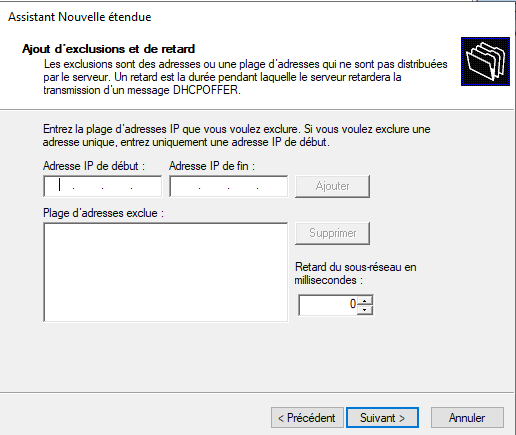 Assistant Nouvelle étendue
Ajout d'exclusions et de retard
Les exclusions sont des adresses ou une plage d'adresses qui ne sont pas distribuées
par le serveur. Un retard est la durée pendant laquelle le serveur retardera la
transmission d'un message DHCPOFFER.
Entrez la plage d'adresses IP que vous voulez exclure. Si vous voulez exclure une
adresse unique, entrez uniquement une adresse IP de début.
Adresse IP de début : Adresse IP de fin :
. . . . . . Ajouter
Plage d'adresses exclue :
Supprimer
Retard du sous-réseau en
millisecondes :
0
< Précédent Suivant > Annuler